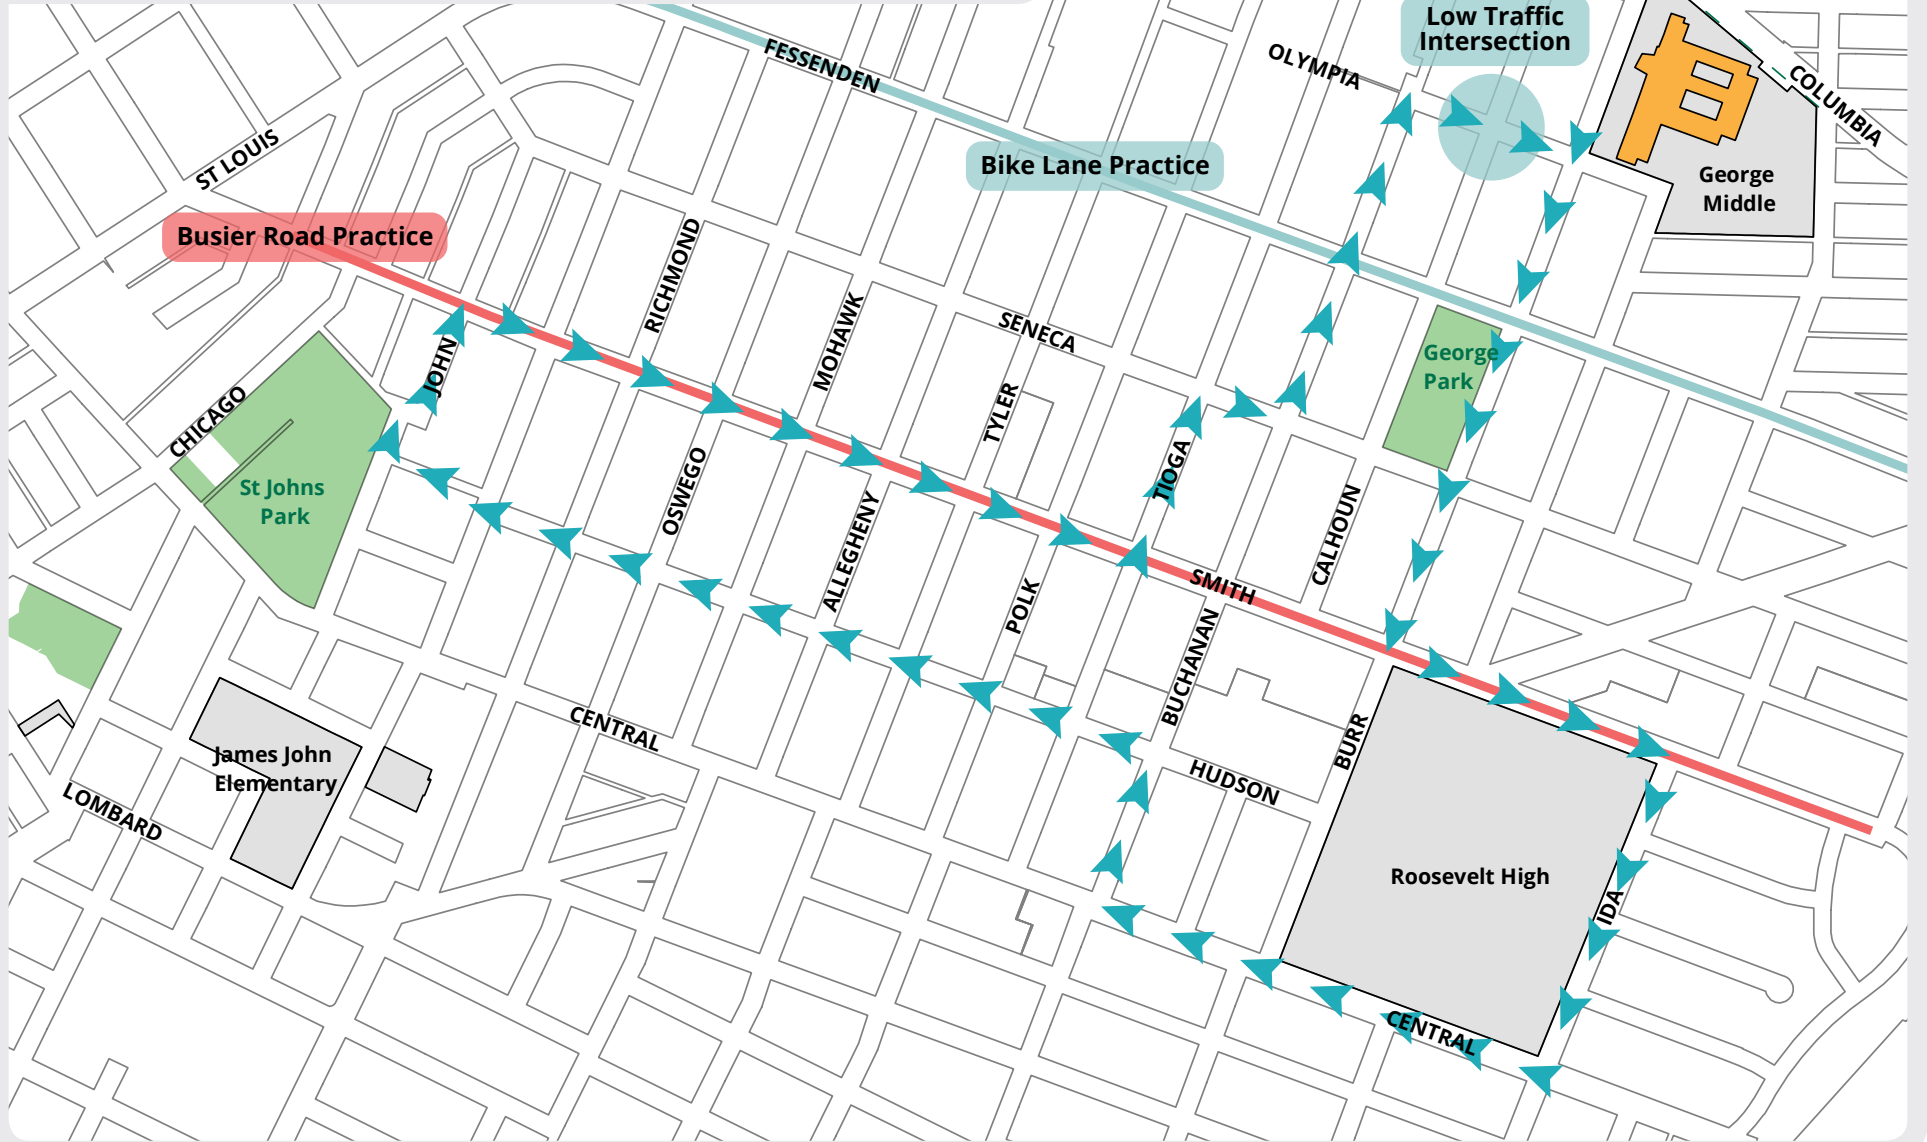 Low Traffic
Intersection
FESSENDEN
OLYMPIA
COLUMBIA
ST LOUIS
Bike Lane Practice
George
Middle
Busier Road Practice
RICHMOND
MOHAWK
SENECA
JOHN
George
Park
CHICAGO
TYLER
TIOGA
St Johns
Park
OSWEGO
ALLEGHENY
CALHOUN
POLK
SMITH
BUCHANAN
CENTRAL
BURR
James John
Elementary
HUDSON
LOMBARD
Roosevelt High
IDA
CENTRAL